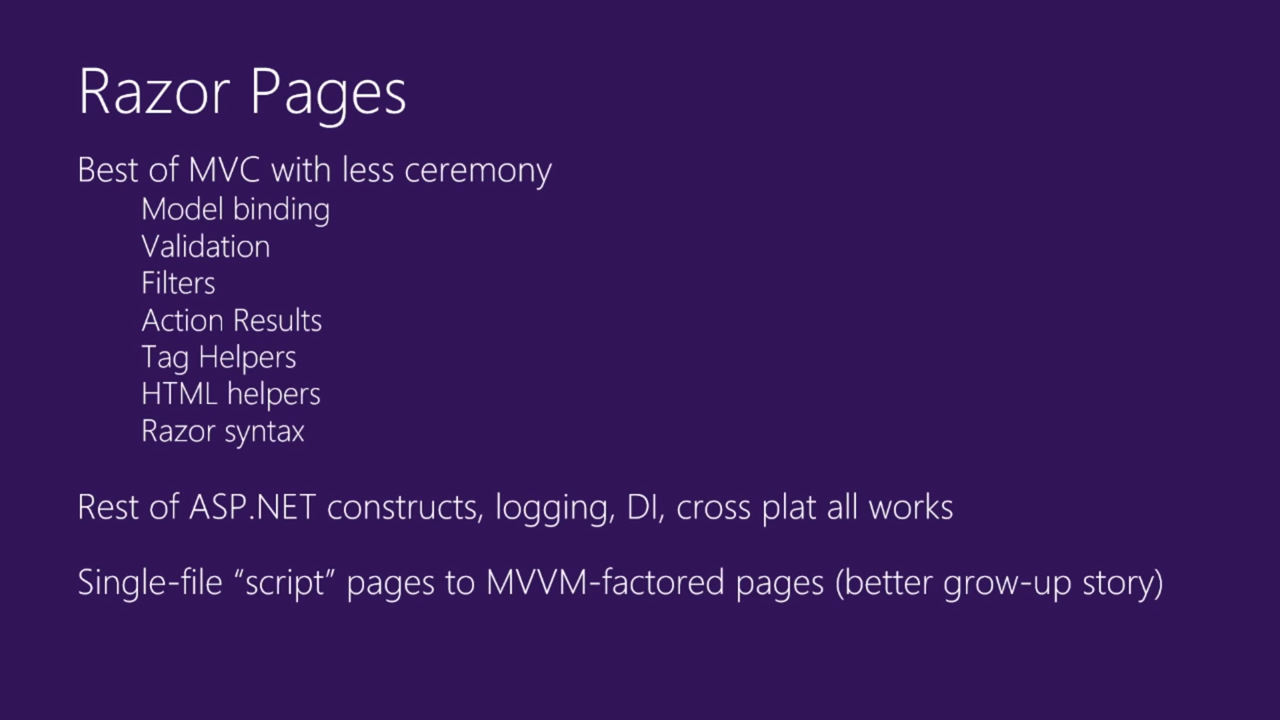 Razor Pages
Best of MVC with less ceremony
Model binding
Validation
Filters
Action Results
Tag Helpers
HTML helpers
Razor syntax
Rest of ASP.NET constructs, logging, DI, cross plat all works
Single-file “script” pages to MVVM-factored pages (better grow-up story)